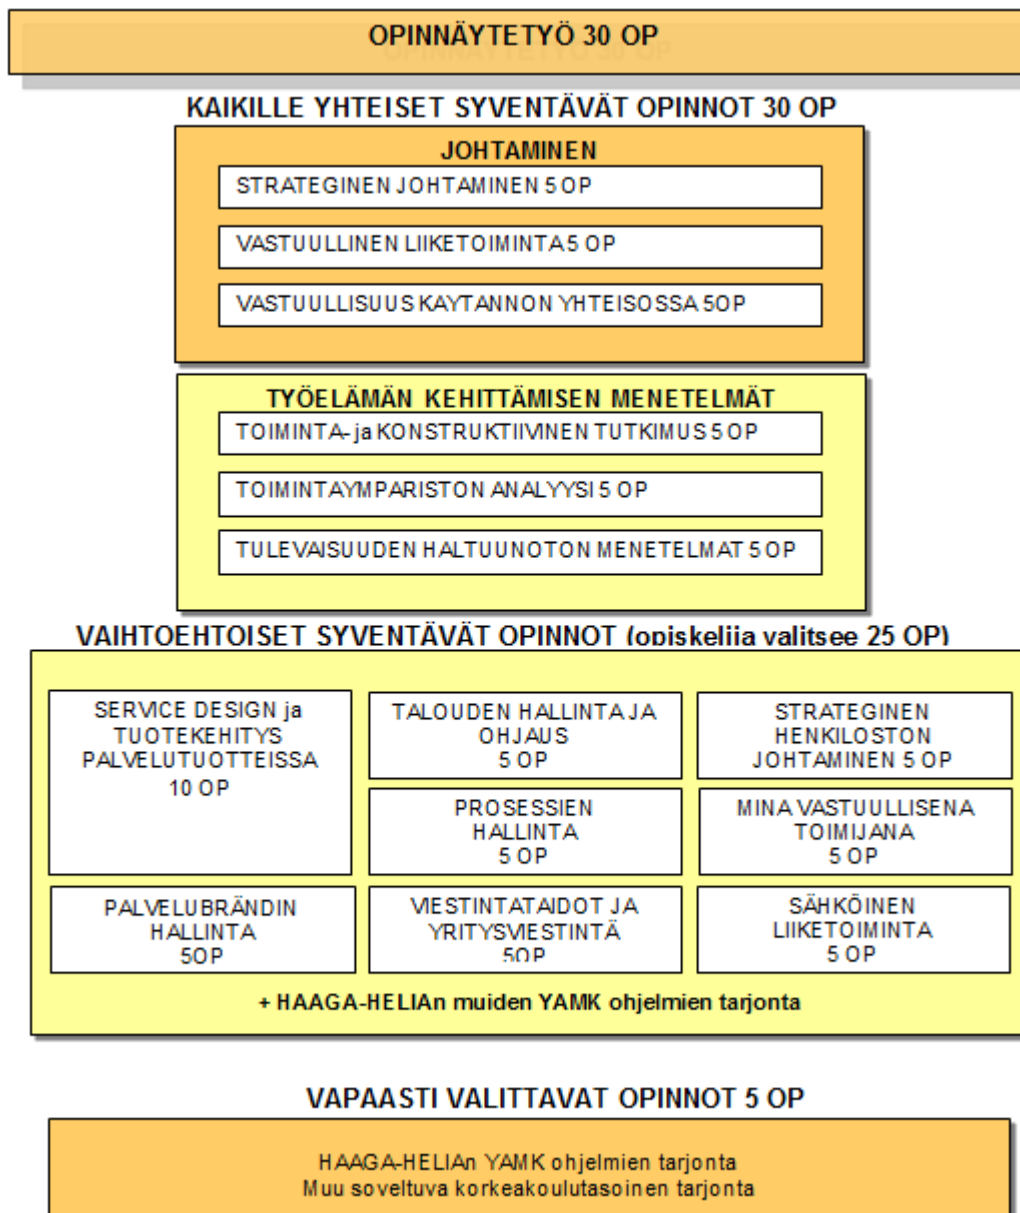 OPINNÄYTETYÖ 30 OP
KAIKILLE YHTEISET SYVENTÄVÄT OPINNOT 30 OP
JOHTAMINEN
STRATEGINEN JOHTAMINEN 5 OP
VASTUULLINEN LIIKETOIMINTA 5 OP
VASTUULLISUUS KAYTANNON YHTEISOSSA 5OP
TYÖELÄMÄN KEHITTÄMISEN MENETELMÄT
TOIMINTA- ja KONSTRUKTIIVINEN TUTKIMUS 5 OP
TOIMINTAYMPARISTON ANALYYSI 5 OP
TULEVAISUUDEN HALTUUNOTON MENETELMAT 5 OP
VAIHTOEHTOISET SYVENTÄVÄT OPINNOT (opiskelija valitsee 25 OP)
SERVICE DESIGN ja
TUOTEKEHITYS
PALVELUTUOTTEISSA
10 OP
TALOUDEN HALLINTA JA
OHJAUS
5 OP
STRATEGINEN
HENKILOSTON
JOHTAMINEN 5 OP
PROSESSIEN
HALLINTA
5 OP
MINA VASTUULLISENA
TOIMIJANA
5 OP
PALVELUBRÄNDIN
HALLINTA
5OP
VIESTINTATAIDOT JA
YRITYSVIESTINTÄ
5OP
SÄHKÖINEN
LIIKETOIMINTA
5 OP
+ HAAGA-HELIAn muiden YAMK ohjelmien tarjonta
VAPAASTI VALITTAVAT OPINNOT 5 OP
HAAGA-HELIAn YAMK ohjelmien tarjonta
Muu soveltuva korkeakoulutasoinen tarjonta